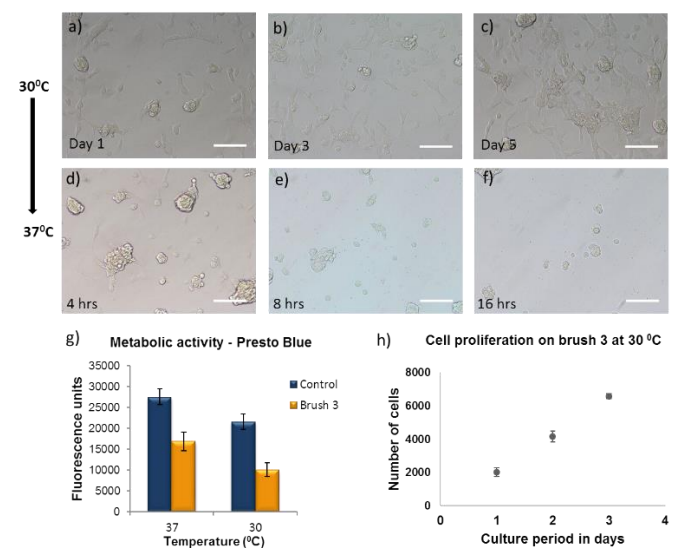 a)
b)
c)
30⁰C
Day 1
Day 3
Day 5
d)
e)
f)
37⁰C
4 hrs
8 hrs
16 hrs
g)
Metabolic activity - Presto Blue
Fluorescence units
35000
30000
25000
20000
15000
10000
5000
0
Control
Brush 3
37
30
Temperature (⁰C)
h)
Cell proliferation on brush 3 at 30 ⁰C
Number of cells
8000
6000
4000
2000
0
0
1
2
3
4
Culture period in days